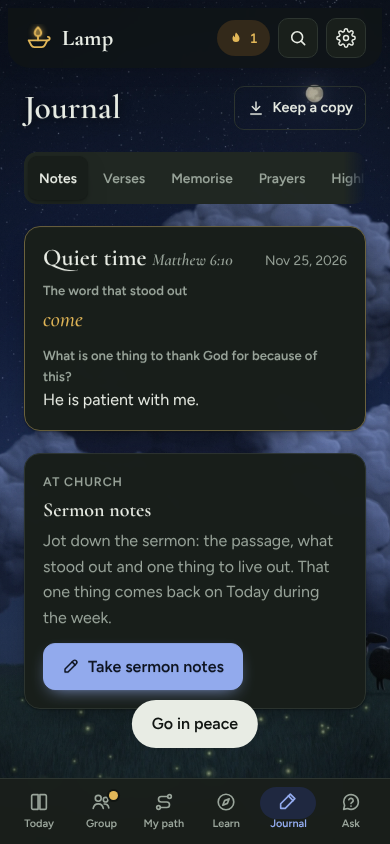 Lamp
1
Journal
Keep a copy
Notes
Verses
Memorise
Prayers
High
Quiet time Matthew 6:10
Nov 25, 2026
The word that stood out
come
What is one thing to thank God for because of
this?
He is patient with me.
AT CHURCH
Sermon notes
Jot down the sermon: the passage, what
stood out and one thing to live out. That
one thing comes back on Today during
the week.
Take sermon notes
Go in peace
Today
Group
My path
Learn
Journal
Ask